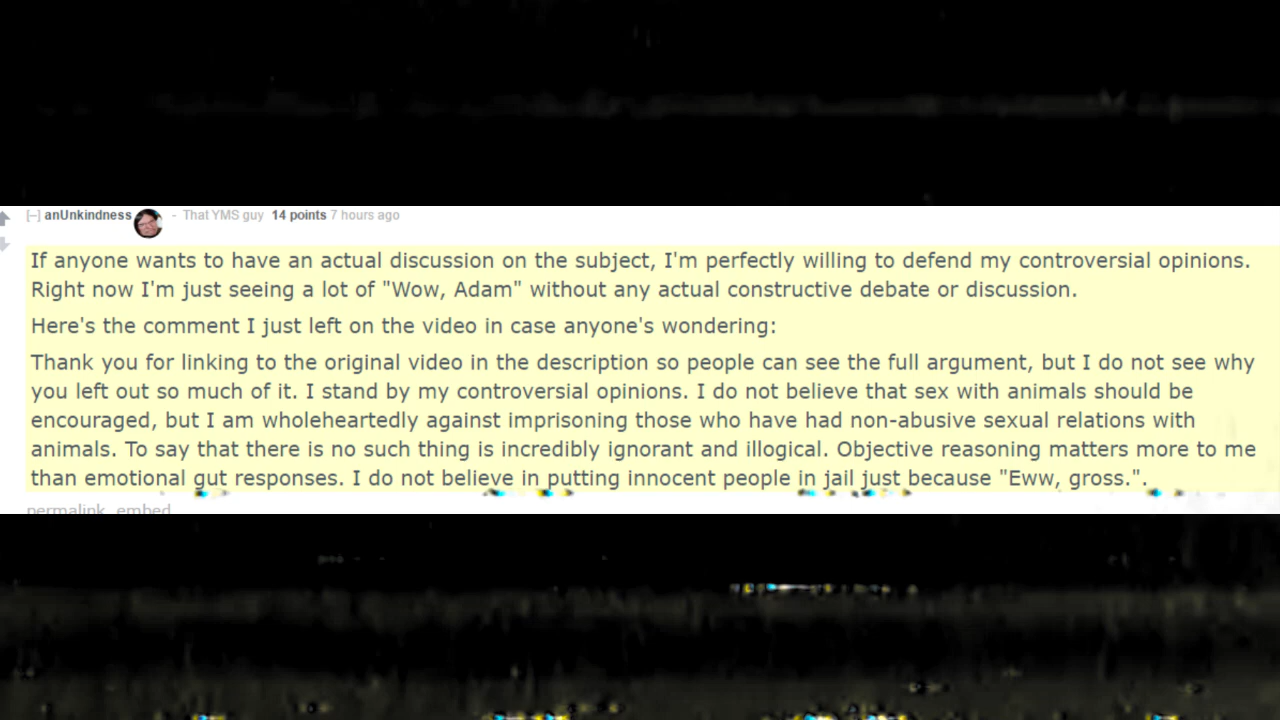 [–] anUnkindness - That YMS guy 14 points 7 hours ago
If anyone wants to have an actual discussion on the subject, I'm perfectly willing to defend my controversial opinions.
Right now I'm just seeing a lot of "Wow, Adam" without any actual constructive debate or discussion.
Here's the comment I just left on the video in case anyone's wondering:
Thank you for linking to the original video in the description so people can see the full argument, but I do not see why
you left out so much of it. I stand by my controversial opinions. I do not believe that sex with animals should be
encouraged, but I am wholeheartedly against imprisoning those who have had non-abusive sexual relations with
animals. To say that there is no such thing is incredibly ignorant and illogical. Objective reasoning matters more to me
than emotional gut responses. I do not believe in putting innocent people in jail just because "Eww, gross.".
permalink embed